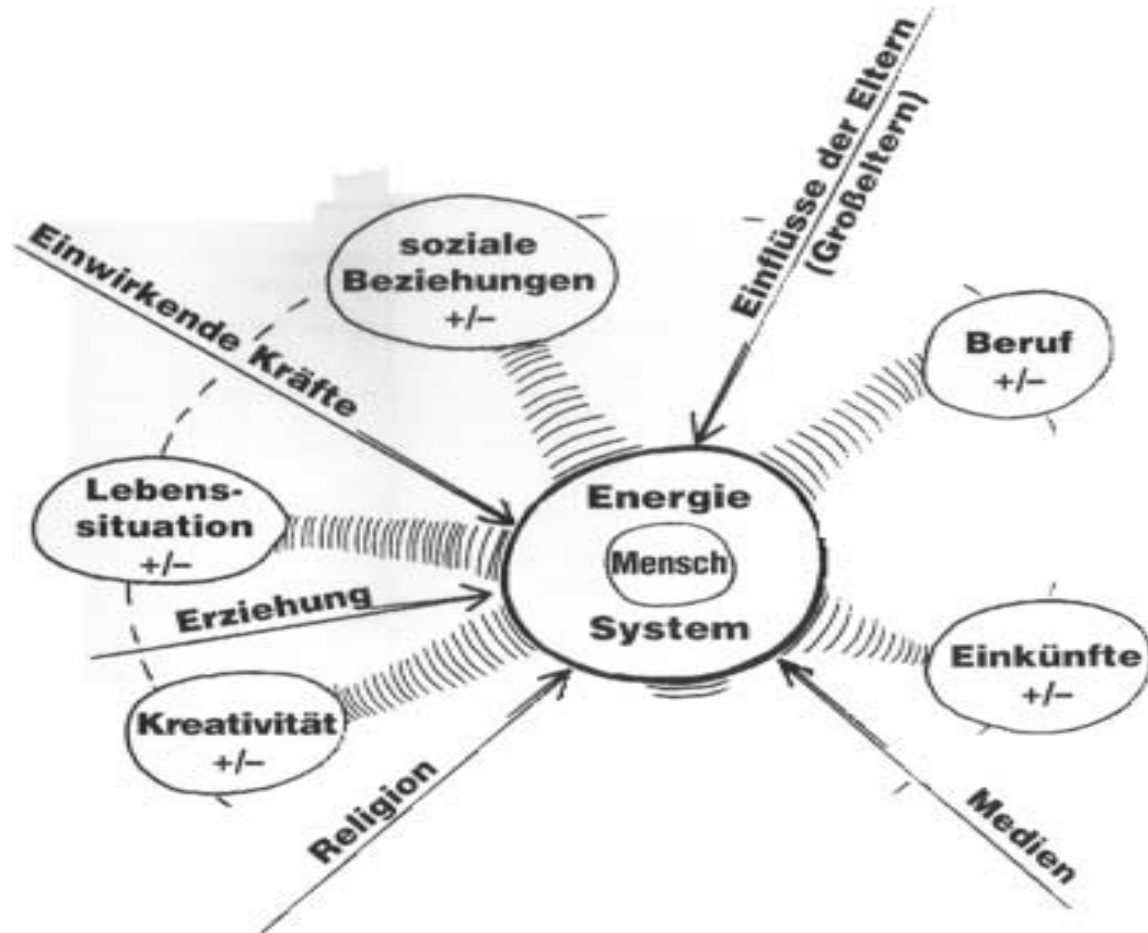 Einflüsse der Eltern
(Großeltern)
Einwirkende Kräfte
soziale
Beziehungen
+/–
Beruf
+/–
Lebens-
situation
+/–
Energie
Mensch
System
Erziehung
Einkünfte
+/–
Kreativität
+/–
Religion
Medien